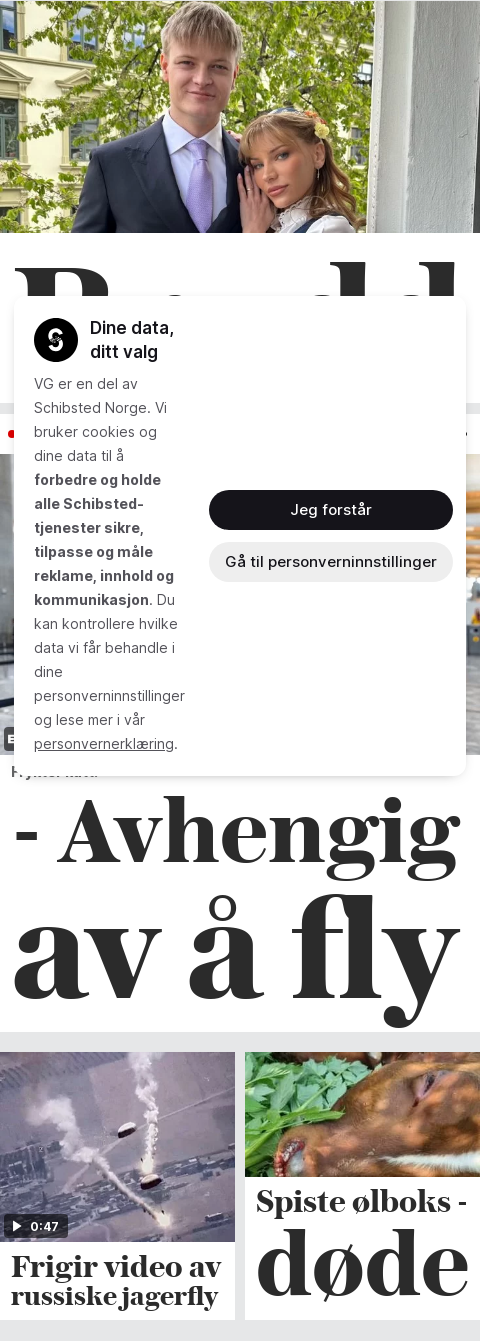 Dine data,
ditt valg
VG er en del av
Schibsted Norge. Vi
bruker cookies og
dine data til å
forbedre og holde
alle Schibsted-
tjenester sikre,
tilpasse og måle
reklame, innhold og
kommunikasjon. Du
kan kontrollere hvilke
data vi får behandle i
dine
personverninnstillinger
og lese mer i vår
personvernerklæring.
Jeg forstår
Gå til personverninnstillinger
- Avhengig
av å fly
0:47
Frigir video av
russiske jagerfly
Spiste ølboks -
døde